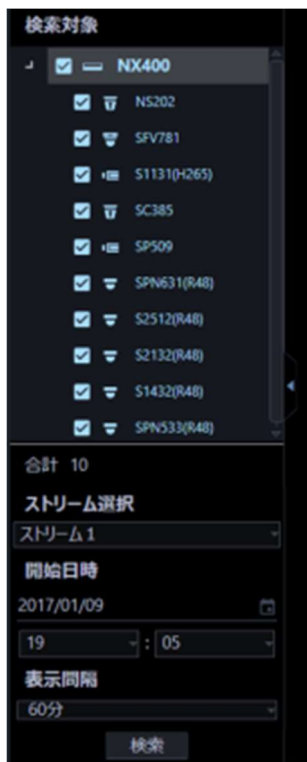 検索対象
NX400
NS202
SFV781
S1131(H265)
SC385
SP509
SPN631(R48)
S2512(R48)
S2132(R48)
S1432(R48)
SPN533(R48)
合計 10
ストリーム選択
ストリーム1
開始日時
2017/01/09
19 : 05
表示間隔
60分
検索